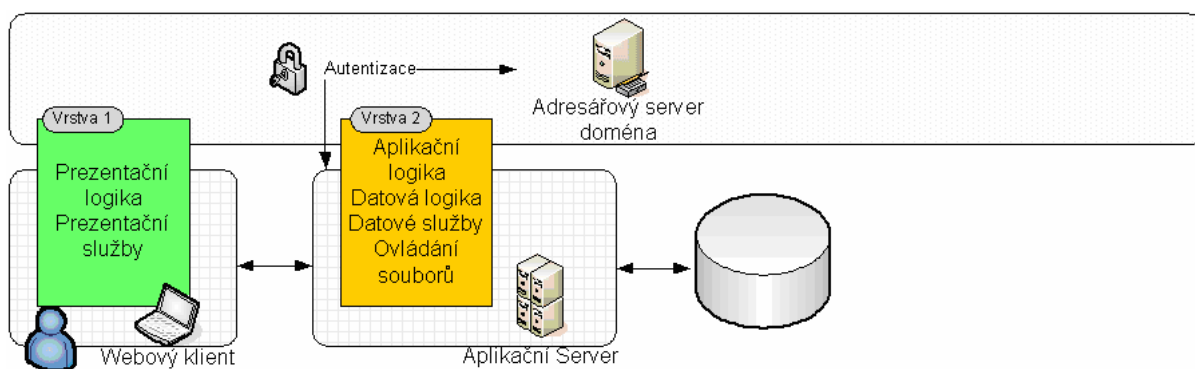 Autentizace
Adresářový server
doména
Vrstva 1
Prezentační
logika
Prezentační
služby
Webový klient
Vrstva 2
Aplikační
logika
Datová logika
Datové služby
Ovládání
souborů
Aplikační Server